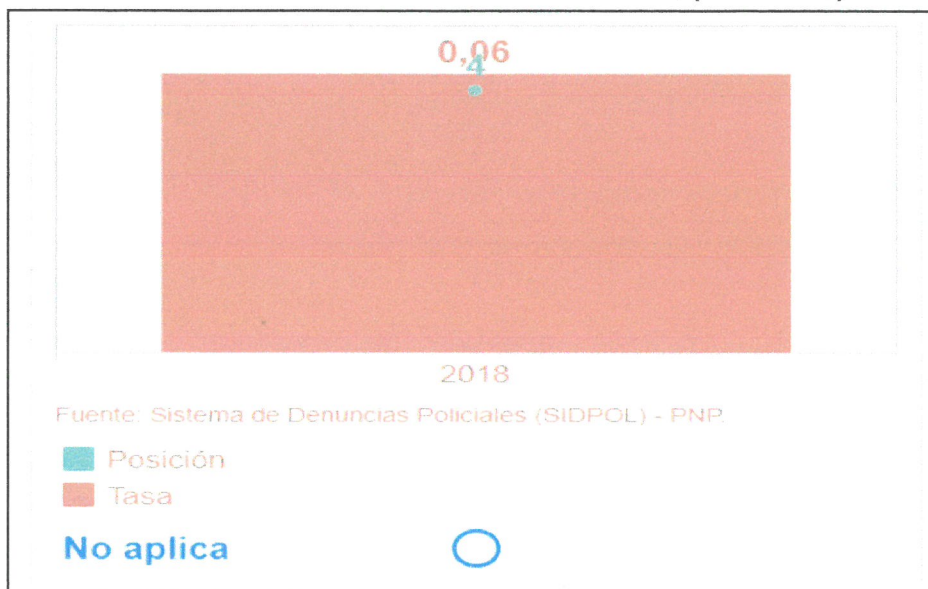 0,06
4
2018
Fuente: Sistema de Denuncias Policiales (SIDPOL) - PNP.
Posición
Tasa
No aplica